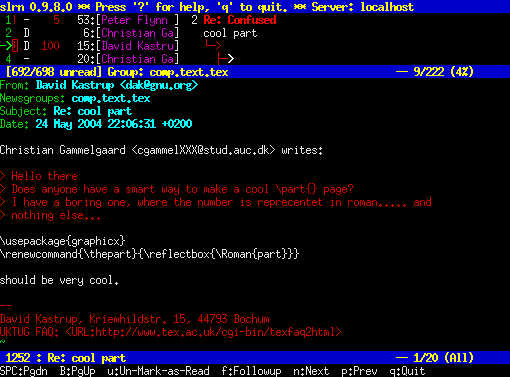 slrn 0.9.8.0 ** Press '?' for help, 'q' to quit. ** Server: localhost
1! - 5 53:[Peter Flynn ] 2 Re: Confused
2 D 6:[Christian Ga] cool part
->! D 100 15:[David Kastru]
4 - 20:[Christian Ga]
[692/698 unread] Group: comp.text.tex -- 9/222 (4%)
From: David Kastrup <dak@gnu.org>
Newsgroups: comp.text.tex
Subject: Re: cool part
Date: 24 May 2004 22:06:31 +0200
Christian Gammelgaard <cgammelXXX@stud.auc.dk> writes:
> Hello there
> Does anyone have a smart way to make a cool \part{} page?
> I have a boring one, where the number is reprecentet in roman..... and
> nothing else...
\usepackage{graphicx}
\renewcommand{\thepart}{\reflectbox{\Roman{part}}}
should be very cool.
--
David Kastrup, Kriemhildstr. 15, 44793 Bochum
UKTUG FAQ: <URL:http://www.tex.ac.uk/cgi-bin/texfaq2html>
~
1252 : Re: cool part -- 1/20 (All)
SPC:Pgdn B:PgUp u:Un-Mark-as-Read f:Followup n:Next p:Prev q:Quit